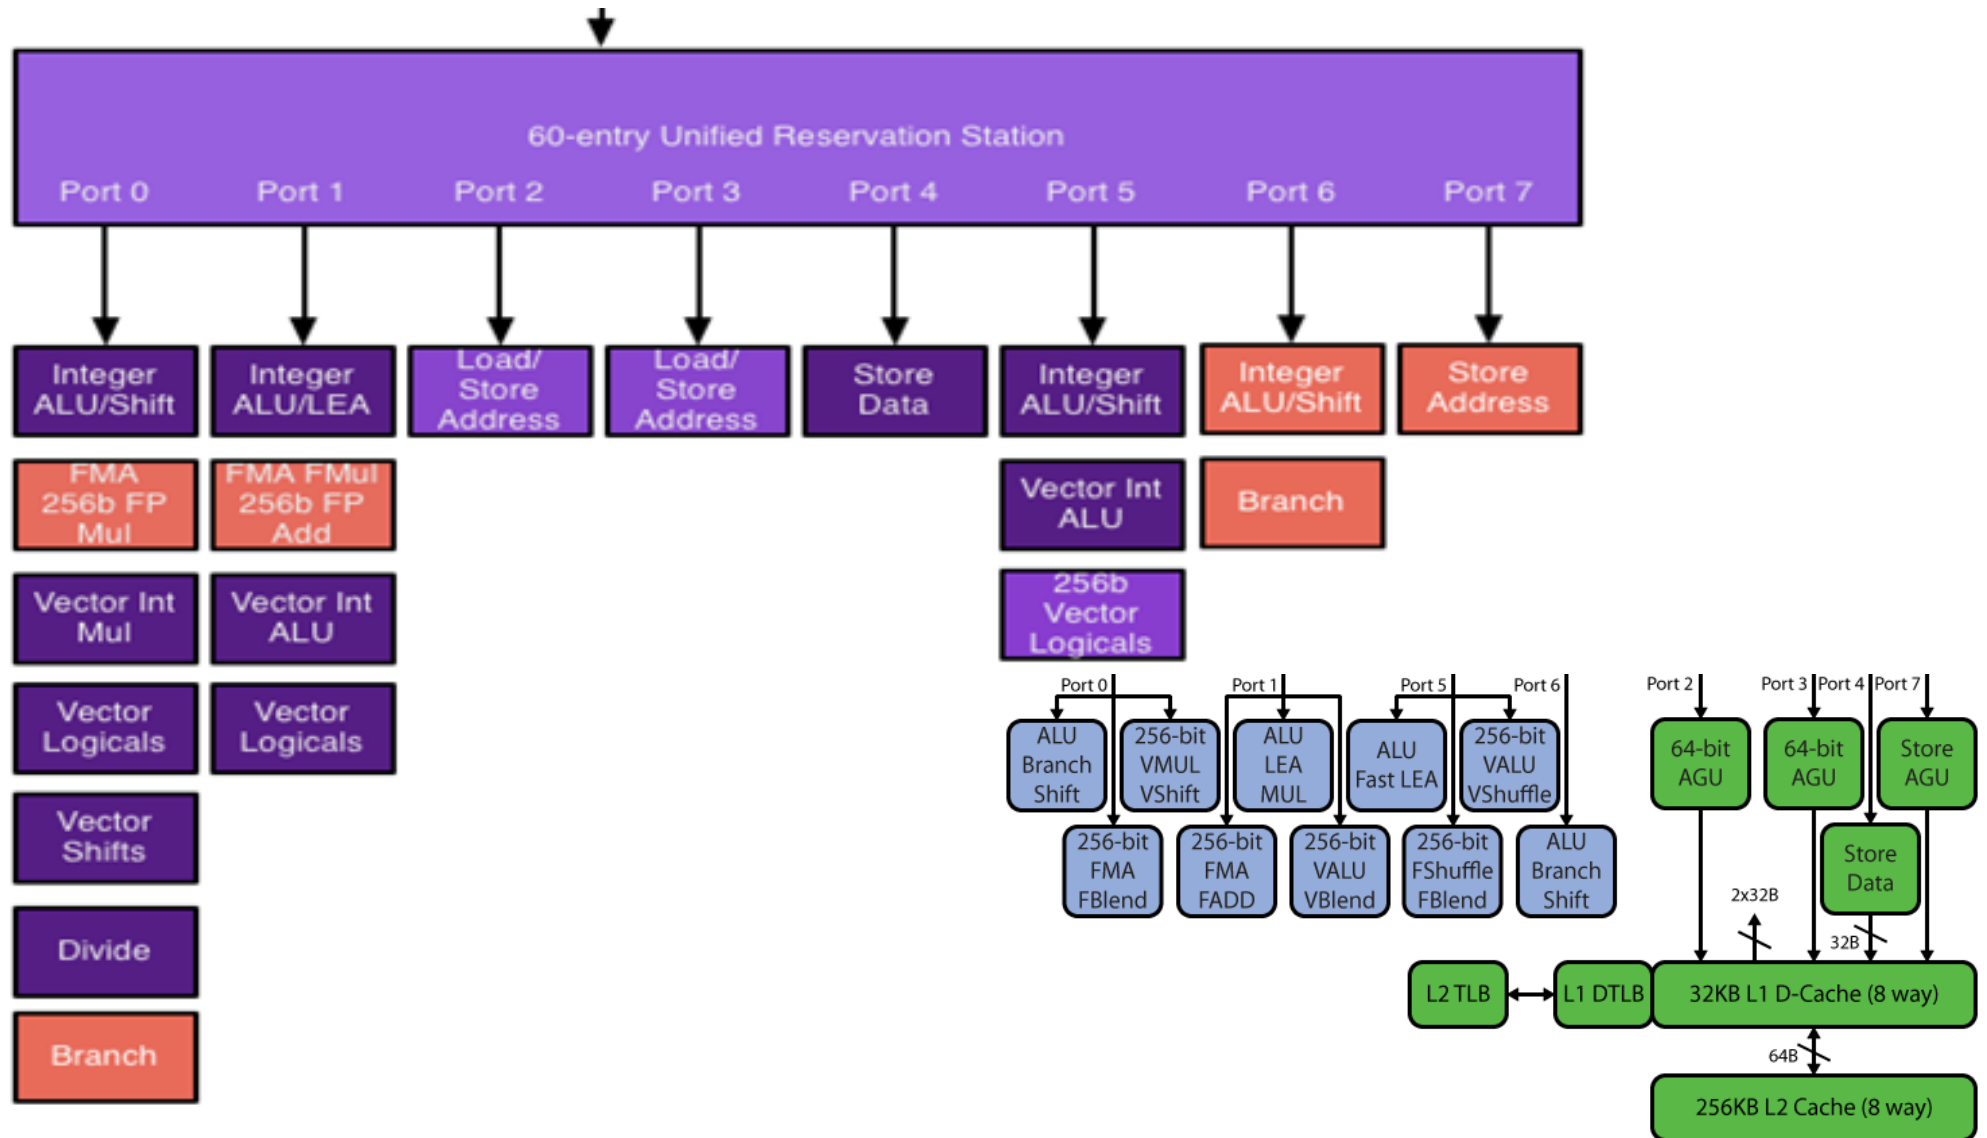 60-entry Unified Reservation Station
Port 0
Port 1
Port 2
Port 3
Port 4
Port 5
Port 6
Port 7
Integer
ALU/Shift
Integer
ALU/LEA
Load/
Store
Address
Load/
Store
Address
Store
Data
Integer
ALU/Shift
Integer
ALU/Shift
Store
Address
FMA
256b FP
Mul
FMA FMul
256b FP
Add
Vector Int
ALU
Branch
Vector Int
Mul
Vector Int
ALU
256b
Vector
Logicals
Vector
Logicals
Vector
Logicals
Vector
Shifts
Divide
Branch
Port 0
Port 1
Port 5
Port 6
Port 2
Port 3
Port 4
Port 7
ALU
Branch
Shift
256-bit
VMUL
VShift
ALU
LEA
MUL
ALU
Fast LEA
256-bit
VALU
VShuffle
64-bit
AGU
64-bit
AGU
Store
AGU
256-bit
FMA
FBlend
256-bit
FMA
FADD
256-bit
VALU
VBlend
256-bit
FShuffle
FBlend
ALU
Branch
Shift
Store
Data
2x32B
32B
L2 TLB
L1 DTLB
32KB L1 D-Cache (8 way)
64B
256KB L2 Cache (8 way)